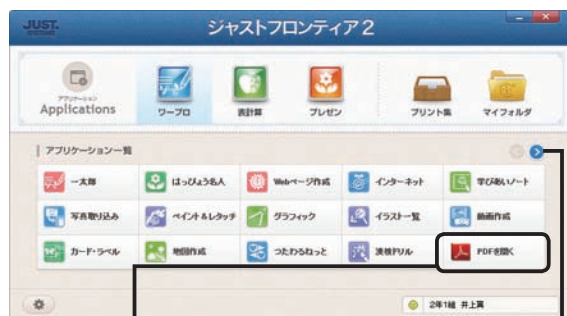 JUST.
SYSTEMS
ジャストフロンティア2
アプリケーション
Applications
ワープロ
表計算
プレゼン
プリント集
マイフォルダ
アプリケーション一覧
一太郎
はっぴょう名人
Webページ作成
インターネット
学び合いノート
写真取り込み
ペイント&レタッチ
グラフィック
イラスト一覧
動画作成
カード・ラベル
地図作成
つたわるねっと
漢検ドリル
PDFを開く
2年1組 井上真